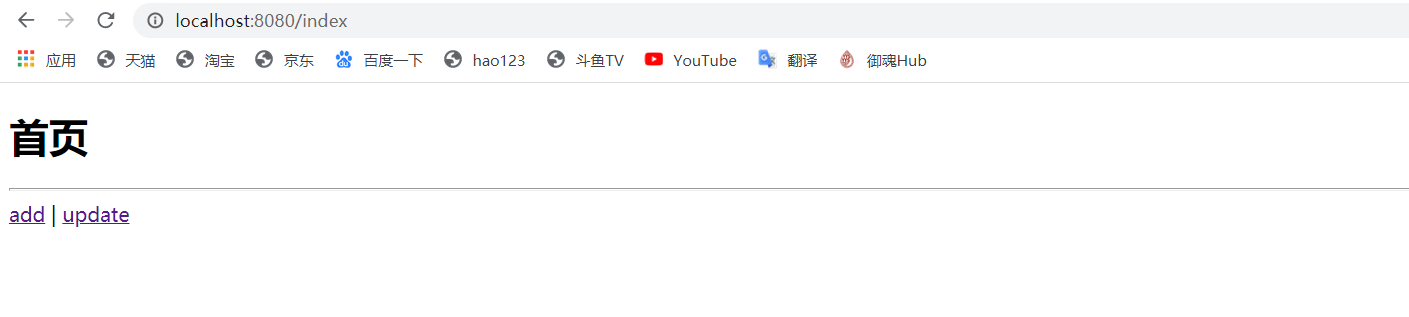 localhost:8080/index
应用 天猫 淘宝 京东 百度一下 hao123 斗鱼TV YouTube 翻译 御魂Hub
首页
add | update